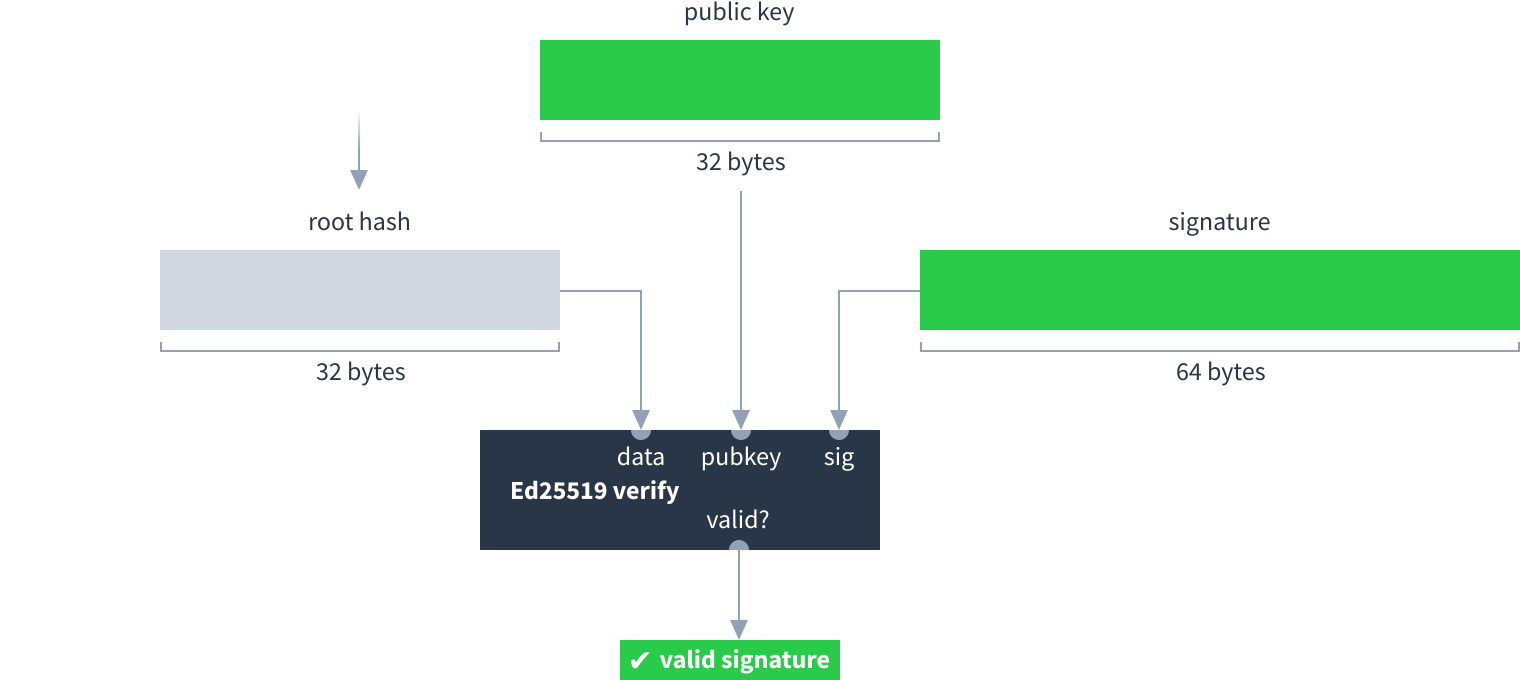 public key
32 bytes
root hash
signature
32 bytes
64 bytes
data pubkey sig
Ed25519 verify
valid?
✔ valid signature